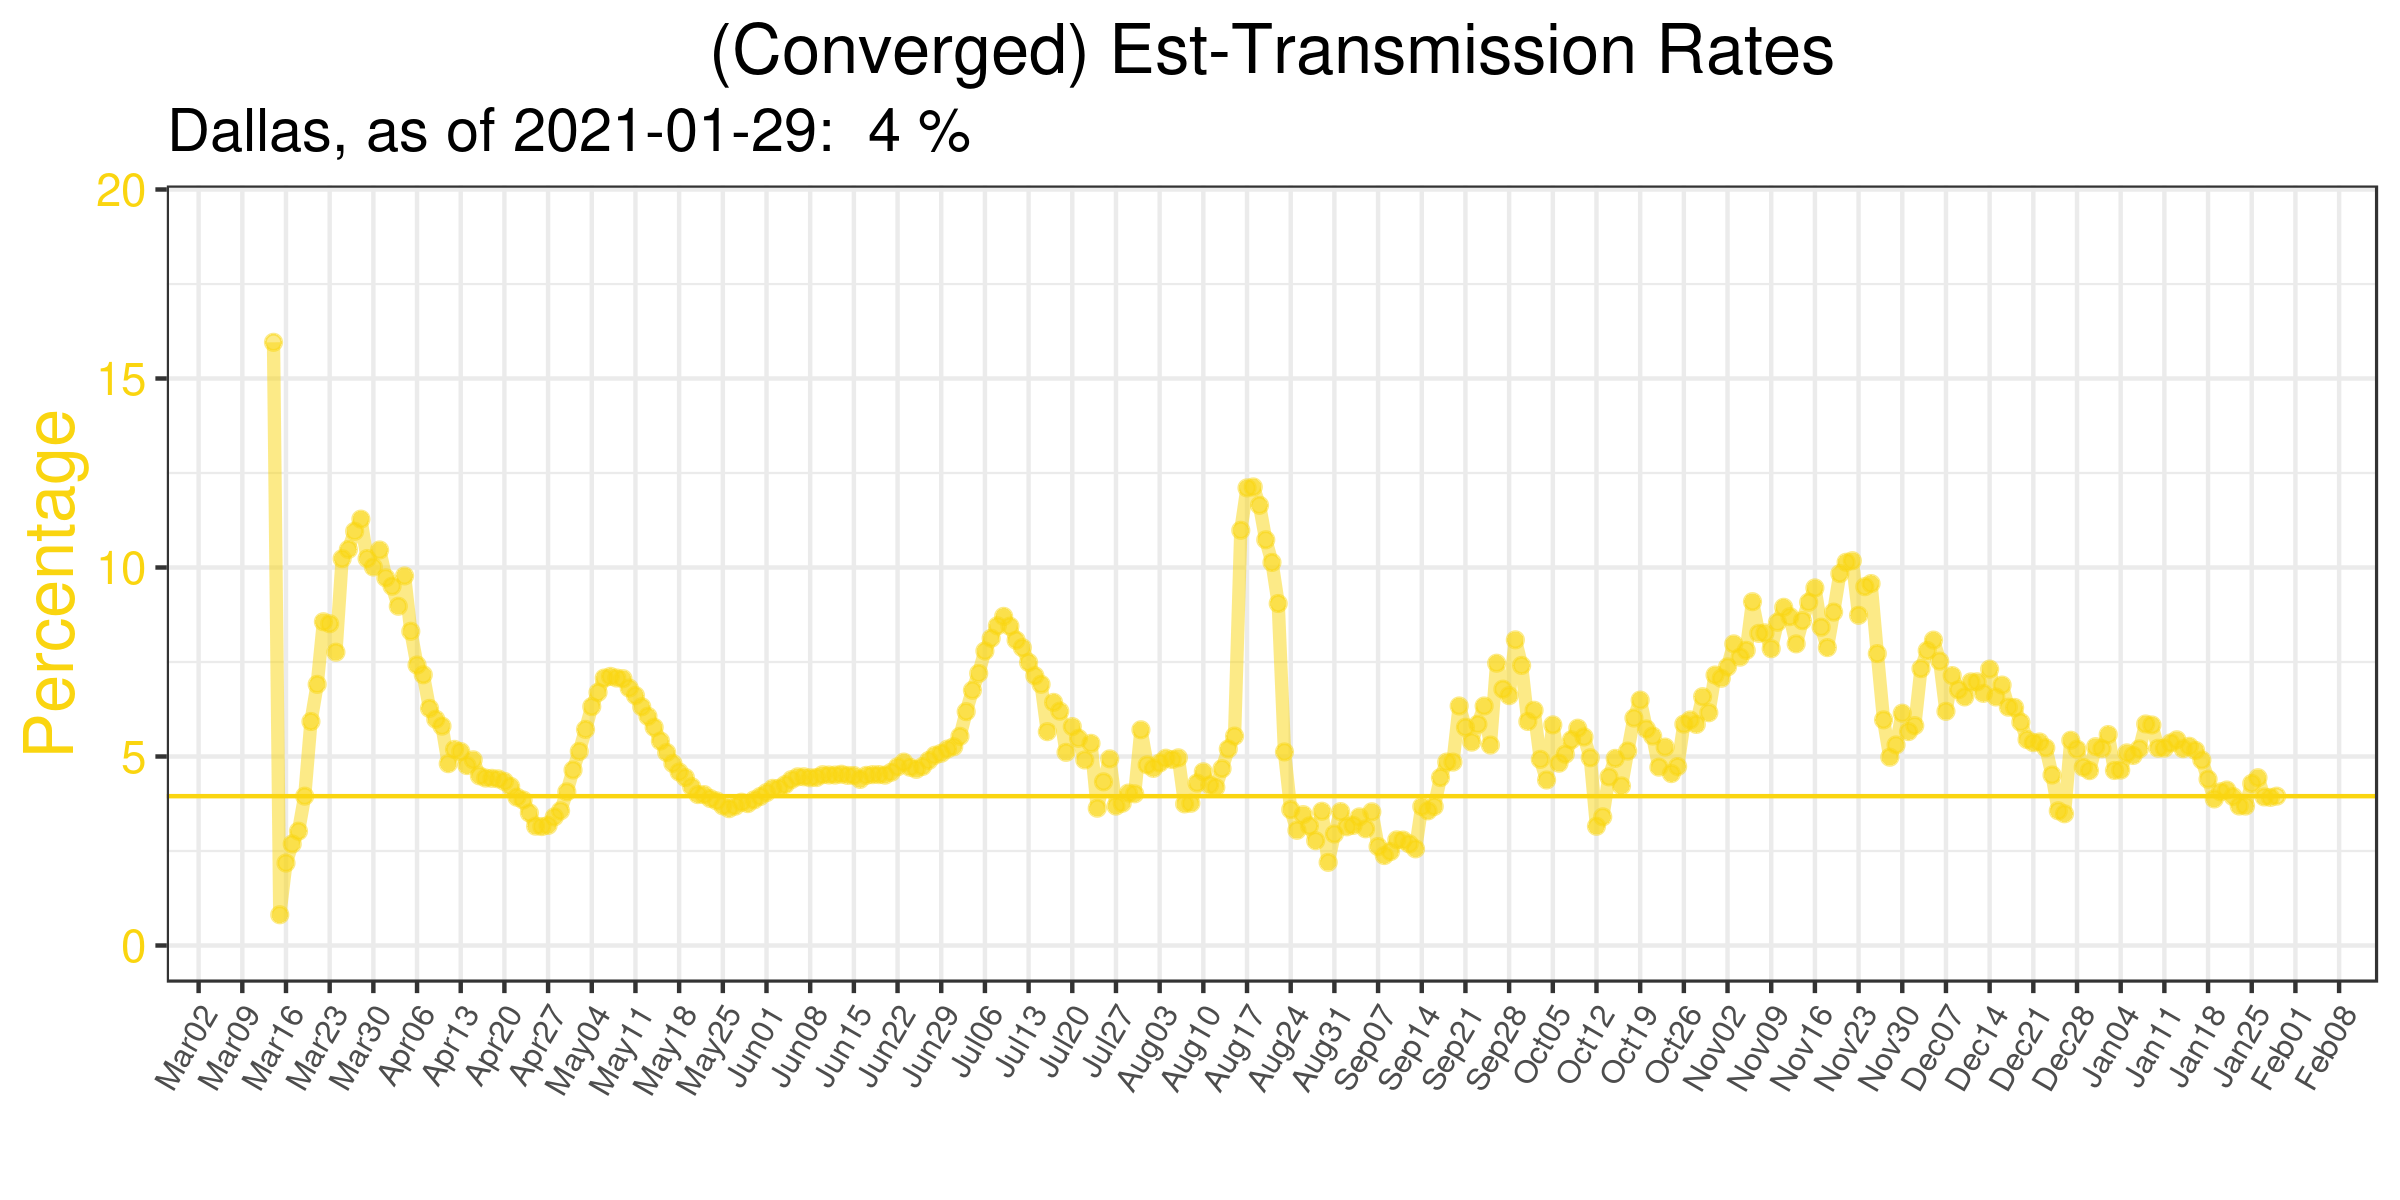 (Converged) Est-Transmission Rates
Dallas, as of 2021-01-29:  4 %
Percentage
20
15
10
5
0
Mar02
Mar09
Mar16
Mar23
Mar30
Apr06
Apr13
Apr20
Apr27
May04
May11
May18
May25
Jun01
Jun08
Jun15
Jun22
Jun29
Jul06
Jul13
Jul20
Jul27
Aug03
Aug10
Aug17
Aug24
Aug31
Sep07
Sep14
Sep21
Sep28
Oct05
Oct12
Oct19
Oct26
Nov02
Nov09
Nov16
Nov23
Nov30
Dec07
Dec14
Dec21
Dec28
Jan04
Jan11
Jan18
Jan25
Feb01
Feb08